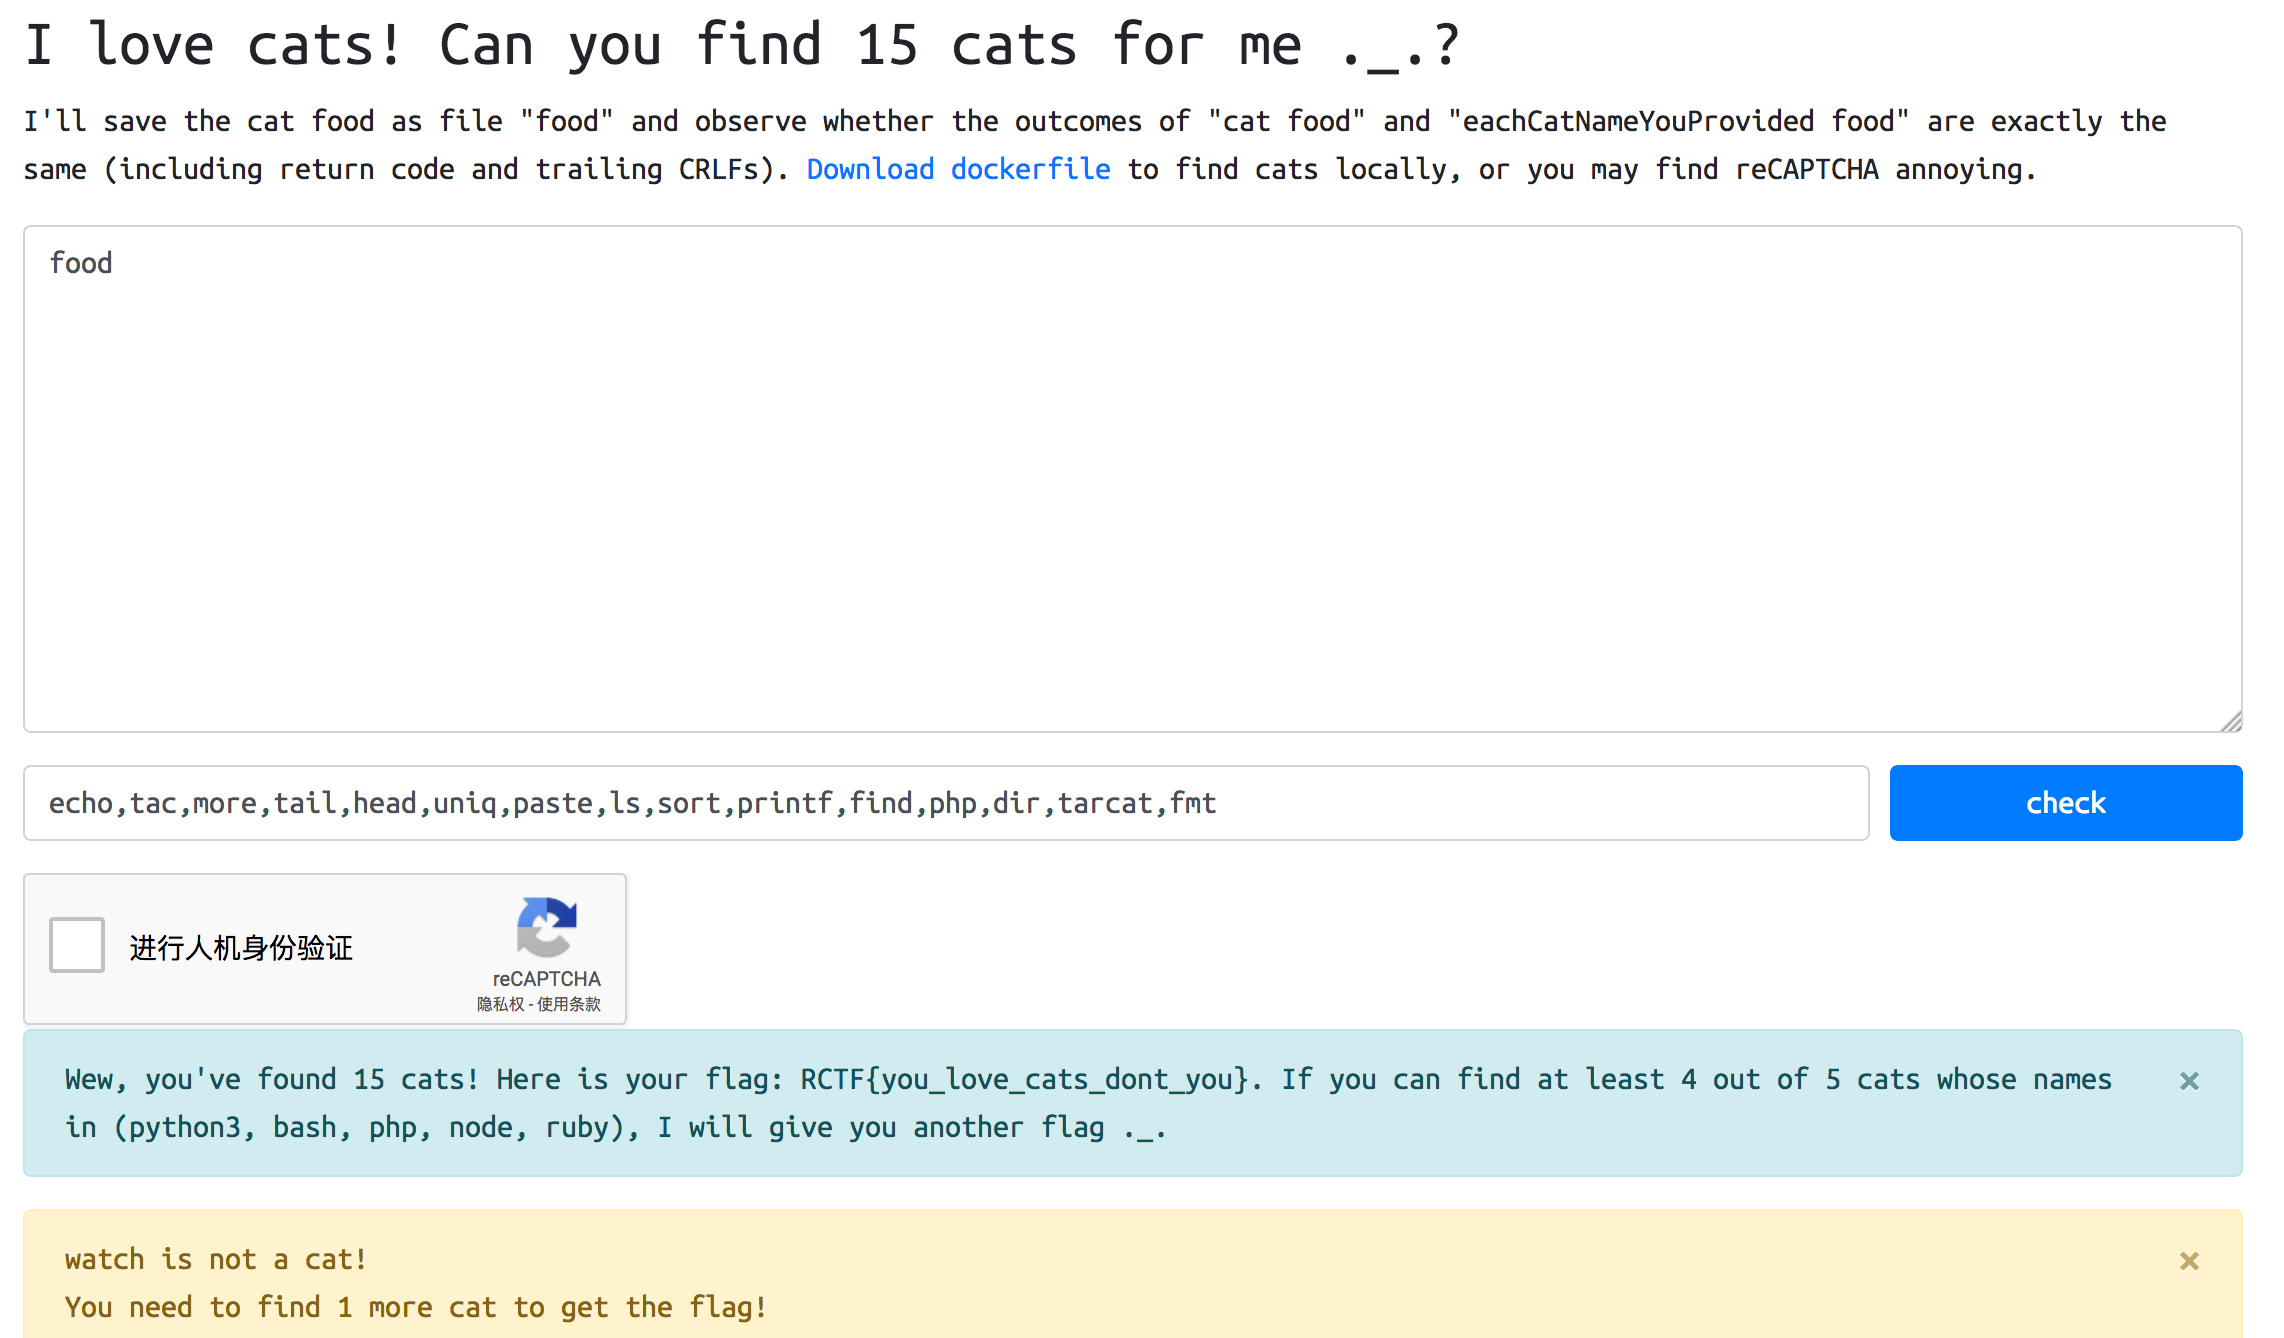 I love cats! Can you find 15 cats for me ._.?
I'll save the cat food as file "food" and observe whether the outcomes of "cat food" and "eachCatNameYouProvided food" are exactly the
same (including return code and trailing CRLFs). Download dockerfile to find cats locally, or you may find reCAPTCHA annoying.
food
echo,tac,more,tail,head,uniq,paste,ls,sort,printf,find,php,dir,tarcat,fmt
check
进行人机身份验证
reCAPTCHA
隐私权 - 使用条款
Wew, you've found 15 cats! Here is your flag: RCTF{you_love_cats_dont_you}. If you can find at least 4 out of 5 cats whose names
in (python3, bash, php, node, ruby), I will give you another flag ._.
×
watch is not a cat!
×
You need to find 1 more cat to get the flag!